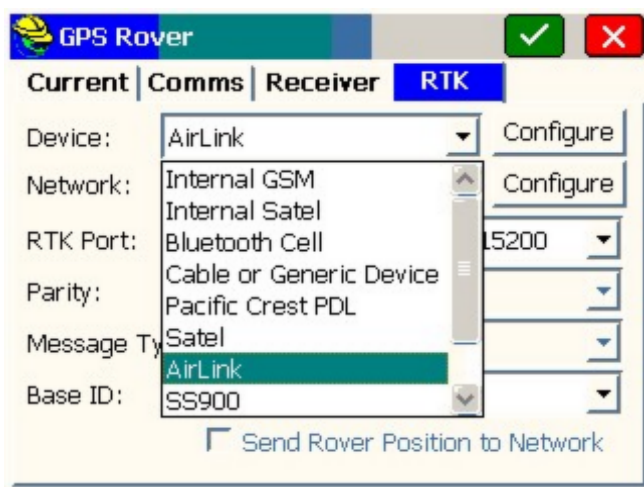 GPS Rover
Current Comms Receiver RTK
Device: AirLink Configure
Network: Internal GSM Configure
Internal Satel
RTK Port: Bluetooth Cell 15200
Cable or Generic Device
Parity: Pacific Crest PDL
Message Ty Satel
AirLink
Base ID: SS900
Send Rover Position to Network